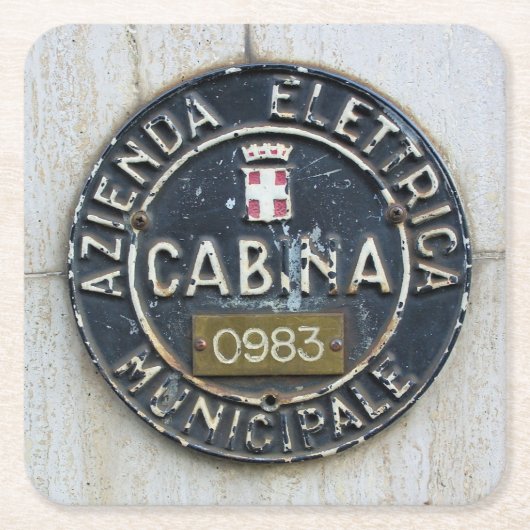 AZIENDA ELETTRICA
CABINA
0983
MUNICIPALE